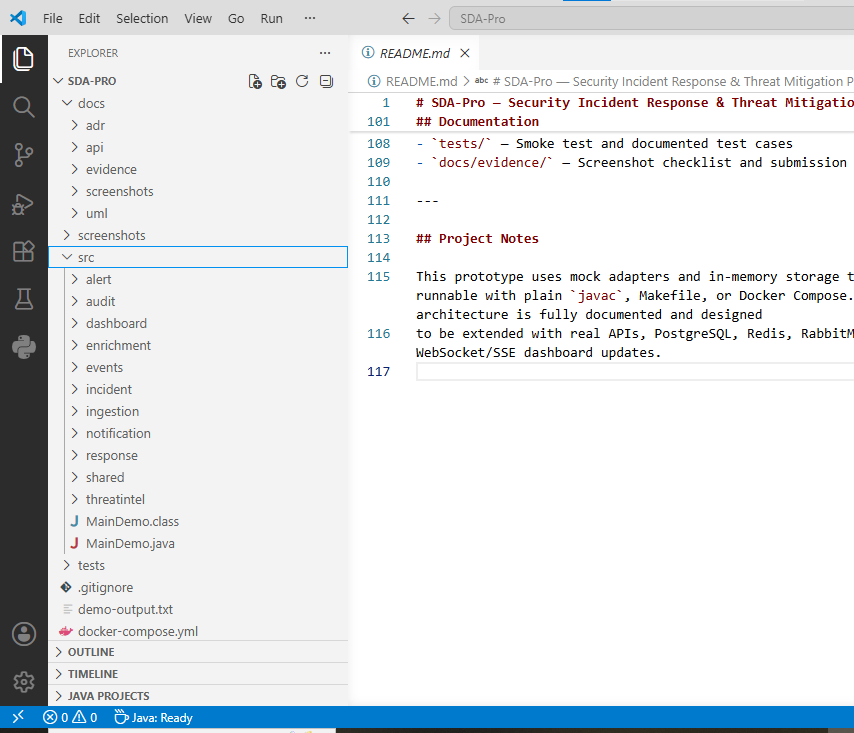 File Edit Selection View Go Run ···
SDA-Pro
EXPLORER ···
SDA-PRO
docs
adr
api
evidence
screenshots
uml
screenshots
src
alert
audit
dashboard
enrichment
events
incident
ingestion
notification
response
shared
threatintel
J MainDemo.class
J MainDemo.java
tests
.gitignore
demo-output.txt
docker-compose.yml
OUTLINE
TIMELINE
JAVA PROJECTS
README.md
README.md > abc # SDA-Pro — Security Incident Response & Threat Mitigation P
1 # SDA-Pro — Security Incident Response & Threat Mitigatio
101 ## Documentation
108 - `tests/` — Smoke test and documented test cases
109 - `docs/evidence/` — Screenshot checklist and submission
110
111 ---
112
113 ## Project Notes
114
115 This prototype uses mock adapters and in-memory storage t
runnable with plain `javac`, Makefile, or Docker Compose.
architecture is fully documented and designed
116 to be extended with real APIs, PostgreSQL, Redis, RabbitM
WebSocket/SSE dashboard updates.
117
0 0 Java: Ready